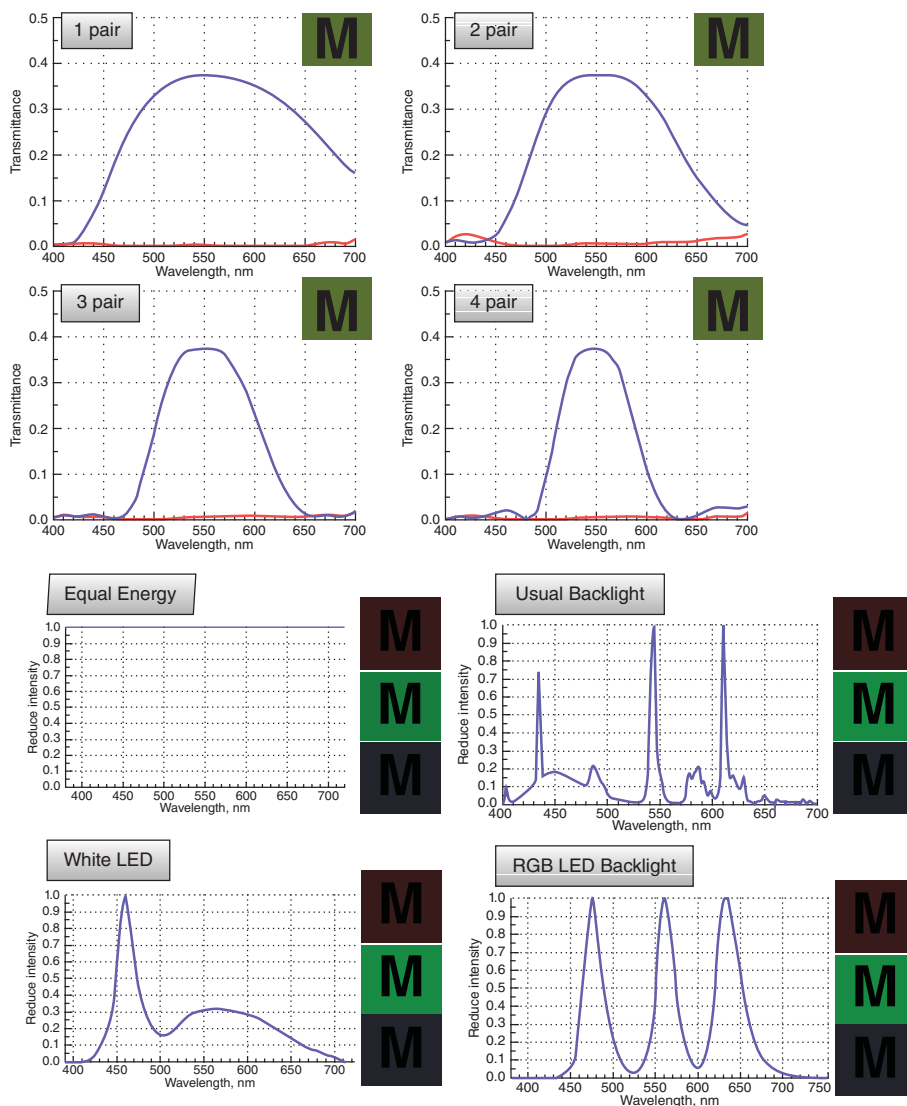 1 pair
M
0.5
0.4
0.3
0.2
0.1
0.0
Transmittance
400 450 500 550 600 650 700
Wavelength, nm
2 pair
M
0.5
0.4
0.3
0.2
0.1
0.0
Transmittance
400 450 500 550 600 650 700
Wavelength, nm
3 pair
M
0.5
0.4
0.3
0.2
0.1
0.0
Transmittance
400 450 500 550 600 650 700
Wavelength, nm
4 pair
M
0.5
0.4
0.3
0.2
0.1
0.0
Transmittance
400 450 500 550 600 650 700
Wavelength, nm
Equal Energy
1.0
0.9
0.8
0.7
0.6
0.5
0.4
0.3
0.2
0.1
0.0
Reduce intensity
400 450 500 550 600 650 700
Wavelength, nm
M
M
M
Usual Backlight
1.0
0.9
0.8
0.7
0.6
0.5
0.4
0.3
0.2
0.1
0.0
Reduce intensity
400 450 500 550 600 650 700
Wavelength, nm
M
M
M
White LED
1.0
0.9
0.8
0.7
0.6
0.5
0.4
0.3
0.2
0.1
0.0
Reduce intensity
400 450 500 550 600 650 700
Wavelength, nm
M
M
M
RGB LED Backlight
1.0
0.9
0.8
0.7
0.6
0.5
0.4
0.3
0.2
0.1
0.0
Reduce intensity
400 450 500 550 600 650 700 750
Wavelength, nm
M
M
M